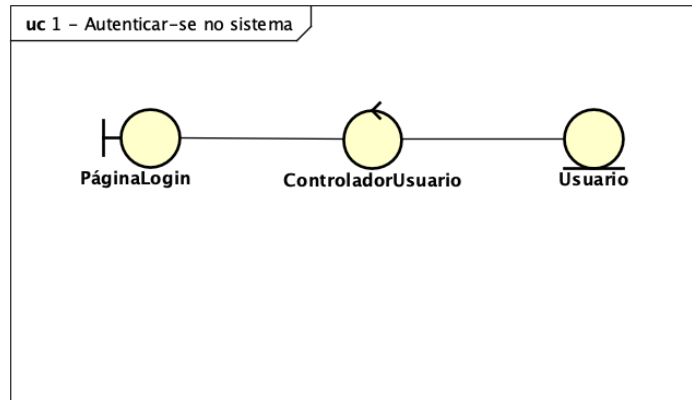 uc 1 - Autenticar-se no sistema
PáginaLogin
ControladorUsuario
Usuario